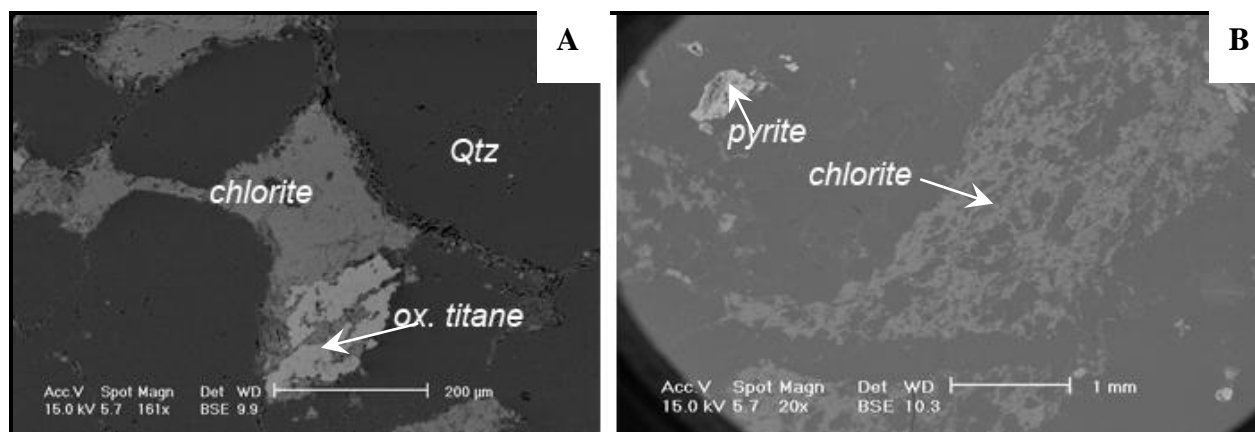 A
Qtz
chlorite
ox. titane
Acc.V Spot Magn Det WD
15.0 kV 5.7 161x BSE 9.9
200 µm
B
pyrite
chlorite
Acc.V Spot Magn Det WD
15.0 kV 5.7 20x BSE 10.3
1 mm